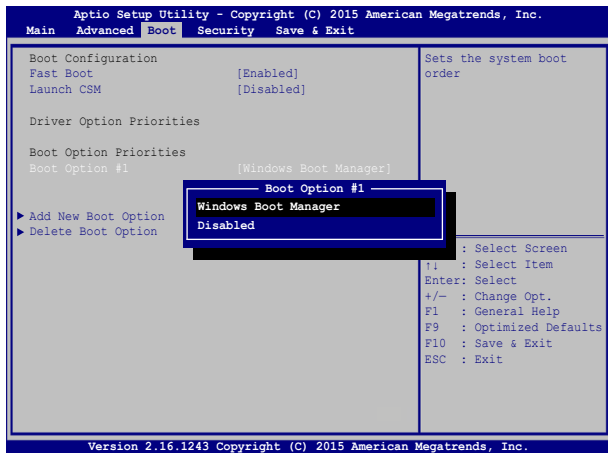 Aptio Setup Utility - Copyright (C) 2015 American Megatrends, Inc.
Main Advanced Boot Security Save & Exit
Boot Configuration
Fast Boot [Enabled]
Launch CSM [Disabled]
Driver Option Priorities
Boot Option Priorities
Boot Option #1 [Windows Boot Manager]
Boot Option #1
Windows Boot Manager
Disabled
Add New Boot Option
Delete Boot Option
Sets the system boot
order
: Select Screen
↑↓ : Select Item
Enter: Select
+/— : Change Opt.
F1 : General Help
F9 : Optimized Defaults
F10 : Save & Exit
ESC : Exit
Version 2.16.1243 Copyright (C) 2015 American Megatrends, Inc.